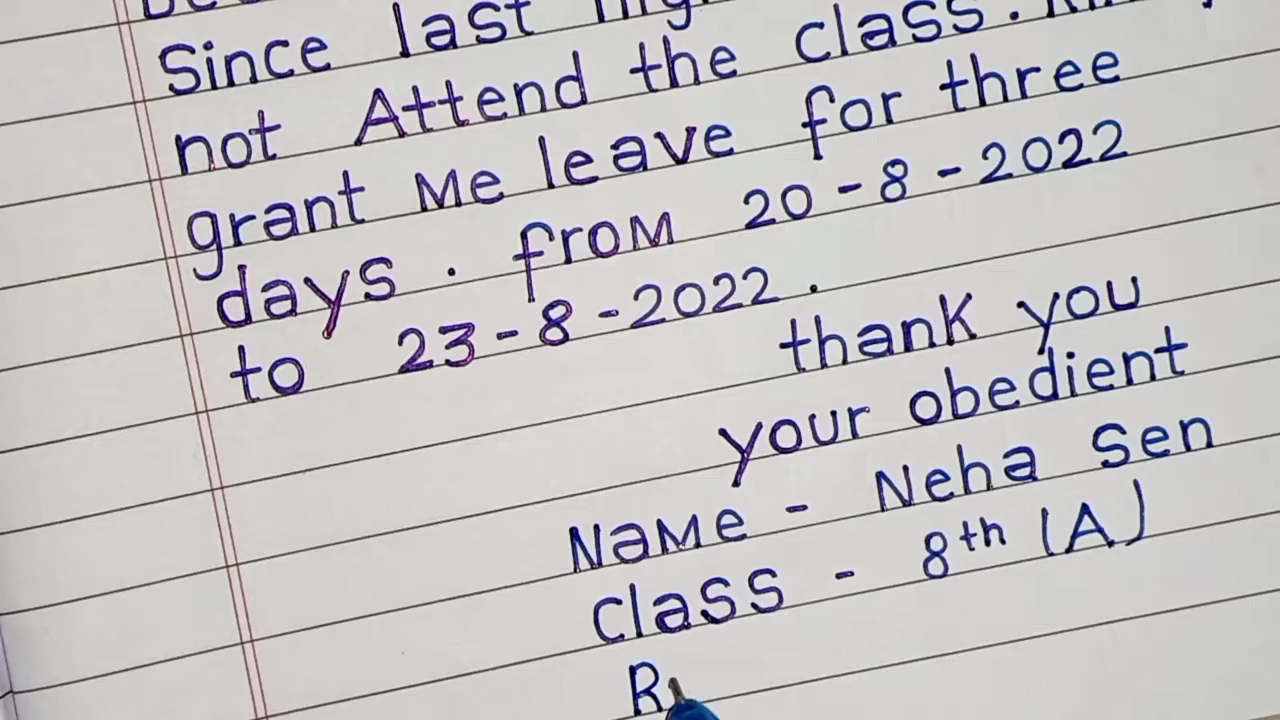 Since last
not Attend the class.
grant Me leave for three
days. from 20-8-2022
to 23-8-2022.
thank you
your obedient
Name - Neha Sen
class - 8th (A)
R